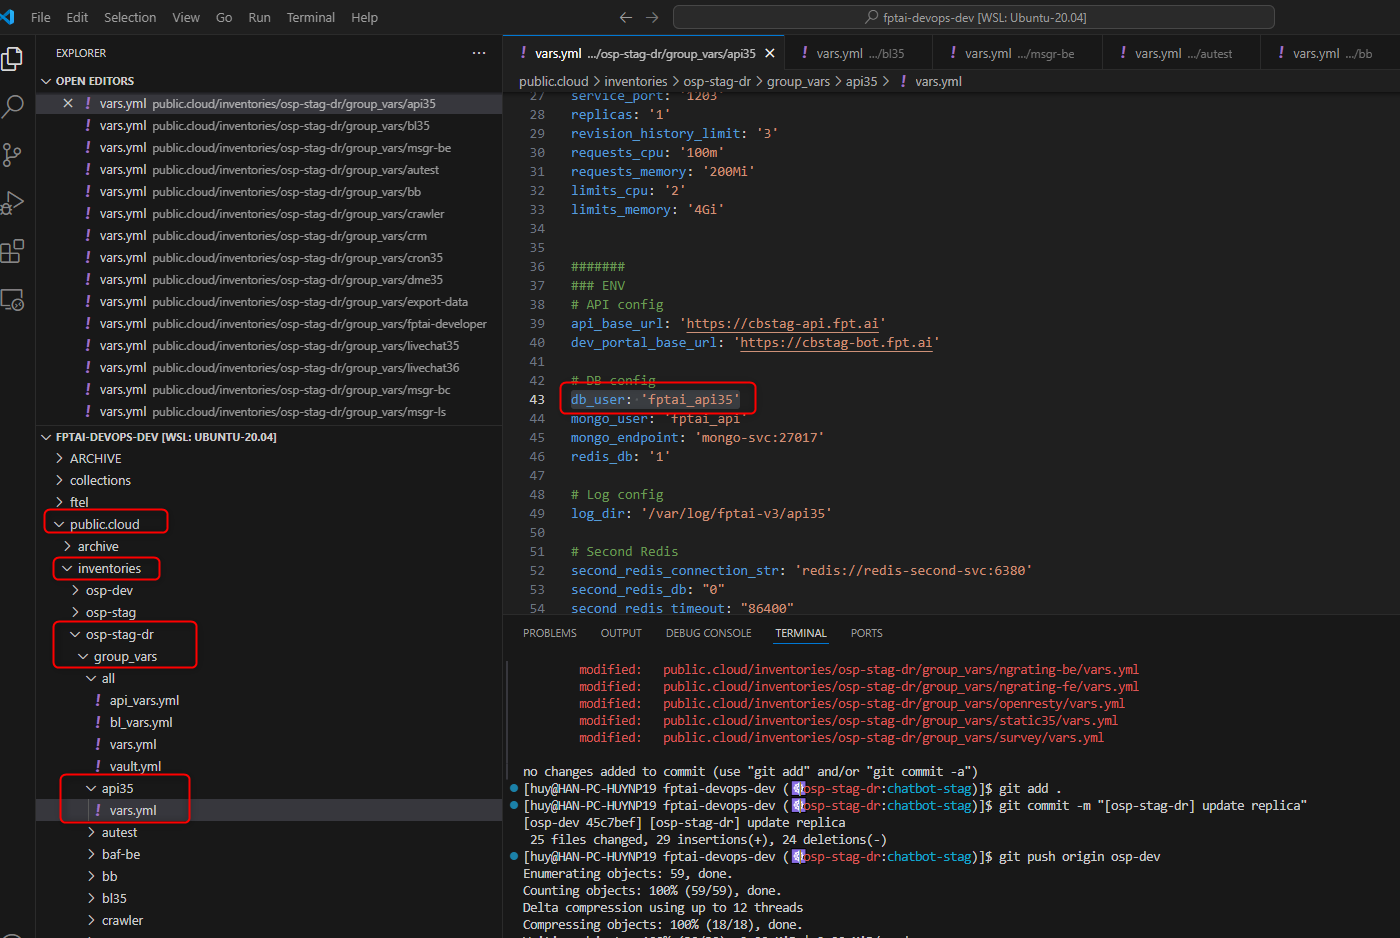 File Edit Selection View Go Run Terminal Help
fptai-devops-dev [WSL: Ubuntu-20.04]
EXPLORER
OPEN EDITORS
vars.yml public.cloud/inventories/osp-stag-dr/group_vars/api35
vars.yml public.cloud/inventories/osp-stag-dr/group_vars/bl35
vars.yml public.cloud/inventories/osp-stag-dr/group_vars/msgr-be
vars.yml public.cloud/inventories/osp-stag-dr/group_vars/autest
vars.yml public.cloud/inventories/osp-stag-dr/group_vars/bb
vars.yml public.cloud/inventories/osp-stag-dr/group_vars/crawler
vars.yml public.cloud/inventories/osp-stag-dr/group_vars/crm
vars.yml public.cloud/inventories/osp-stag-dr/group_vars/cron35
vars.yml public.cloud/inventories/osp-stag-dr/group_vars/dme35
vars.yml public.cloud/inventories/osp-stag-dr/group_vars/export-data
vars.yml public.cloud/inventories/osp-stag-dr/group_vars/fptai-developer
vars.yml public.cloud/inventories/osp-stag-dr/group_vars/livechat35
vars.yml public.cloud/inventories/osp-stag-dr/group_vars/livechat36
vars.yml public.cloud/inventories/osp-stag-dr/group_vars/msgr-bc
vars.yml public.cloud/inventories/osp-stag-dr/group_vars/msgr-ls
FPTAI-DEVOPS-DEV [WSL: UBUNTU-20.04]
ARCHIVE
collections
ftel
public.cloud
archive
inventories
osp-dev
osp-stag
osp-stag-dr
group_vars
all
api_vars.yml
bl_vars.yml
vars.yml
vault.yml
api35
vars.yml
autest
baf-be
bb
bl35
crawler
vars.yml .../osp-stag-dr/group_vars/api35
vars.yml .../bl35
vars.yml .../msgr-be
vars.yml .../autest
vars.yml .../bb
public.cloud > inventories > osp-stag-dr > group_vars > api35 > ! vars.yml
27 service_port: '1203'
28 replicas: '1'
29 revision_history_limit: '3'
30 requests_cpu: '100m'
31 requests_memory: '200Mi'
32 limits_cpu: '2'
33 limits_memory: '4Gi'
34
35
36 #######
37 ### ENV
38 # API config
39 api_base_url: 'https://cbstag-api.fpt.ai'
40 dev_portal_base_url: 'https://cbstag-bot.fpt.ai'
41
42 # DB config
43 db_user: 'fptai_api35'
44 mongo_user: 'fptai_api'
45 mongo_endpoint: 'mongo-svc:27017'
46 redis_db: '1'
47
48 # Log config
49 log_dir: '/var/log/fptai-v3/api35'
50
51 # Second Redis
52 second_redis_connection_str: 'redis://redis-second-svc:6380'
53 second_redis_db: "0"
54 second_redis_timeout: "86400"
PROBLEMS OUTPUT DEBUG CONSOLE TERMINAL PORTS
modified: public.cloud/inventories/osp-stag-dr/group_vars/ngrating-be/vars.yml
modified: public.cloud/inventories/osp-stag-dr/group_vars/ngrating-fe/vars.yml
modified: public.cloud/inventories/osp-stag-dr/group_vars/openresty/vars.yml
modified: public.cloud/inventories/osp-stag-dr/group_vars/static35/vars.yml
modified: public.cloud/inventories/osp-stag-dr/group_vars/survey/vars.yml
no changes added to commit (use "git add" and/or "git commit -a")
[huy@HAN-PC-HUYNP19 fptai-devops-dev (osp-stag-dr:chatbot-stag)]$ git add .
[huy@HAN-PC-HUYNP19 fptai-devops-dev (osp-stag-dr:chatbot-stag)]$ git commit -m "[osp-stag-dr] update replica"
[osp-dev 45c7bef] [osp-stag-dr] update replica
25 files changed, 29 insertions(+), 24 deletions(-)
[huy@HAN-PC-HUYNP19 fptai-devops-dev (osp-stag-dr:chatbot-stag)]$ git push origin osp-dev
Enumerating objects: 59, done.
Counting objects: 100% (59/59), done.
Delta compression using up to 12 threads
Compressing objects: 100% (18/18), done.